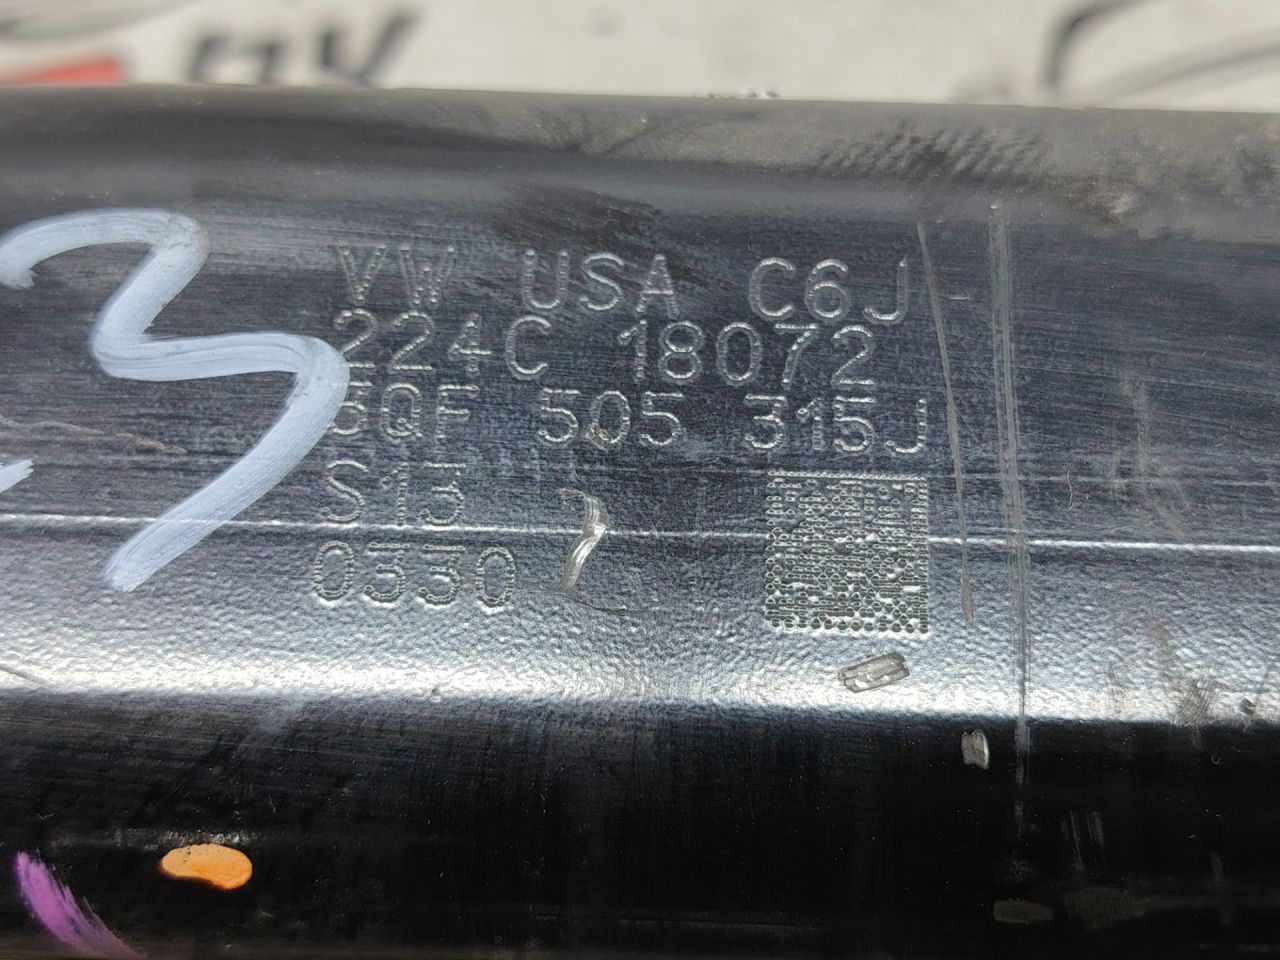 VW USA C6J
224C 18072
5QF 505 315J
S13
0330